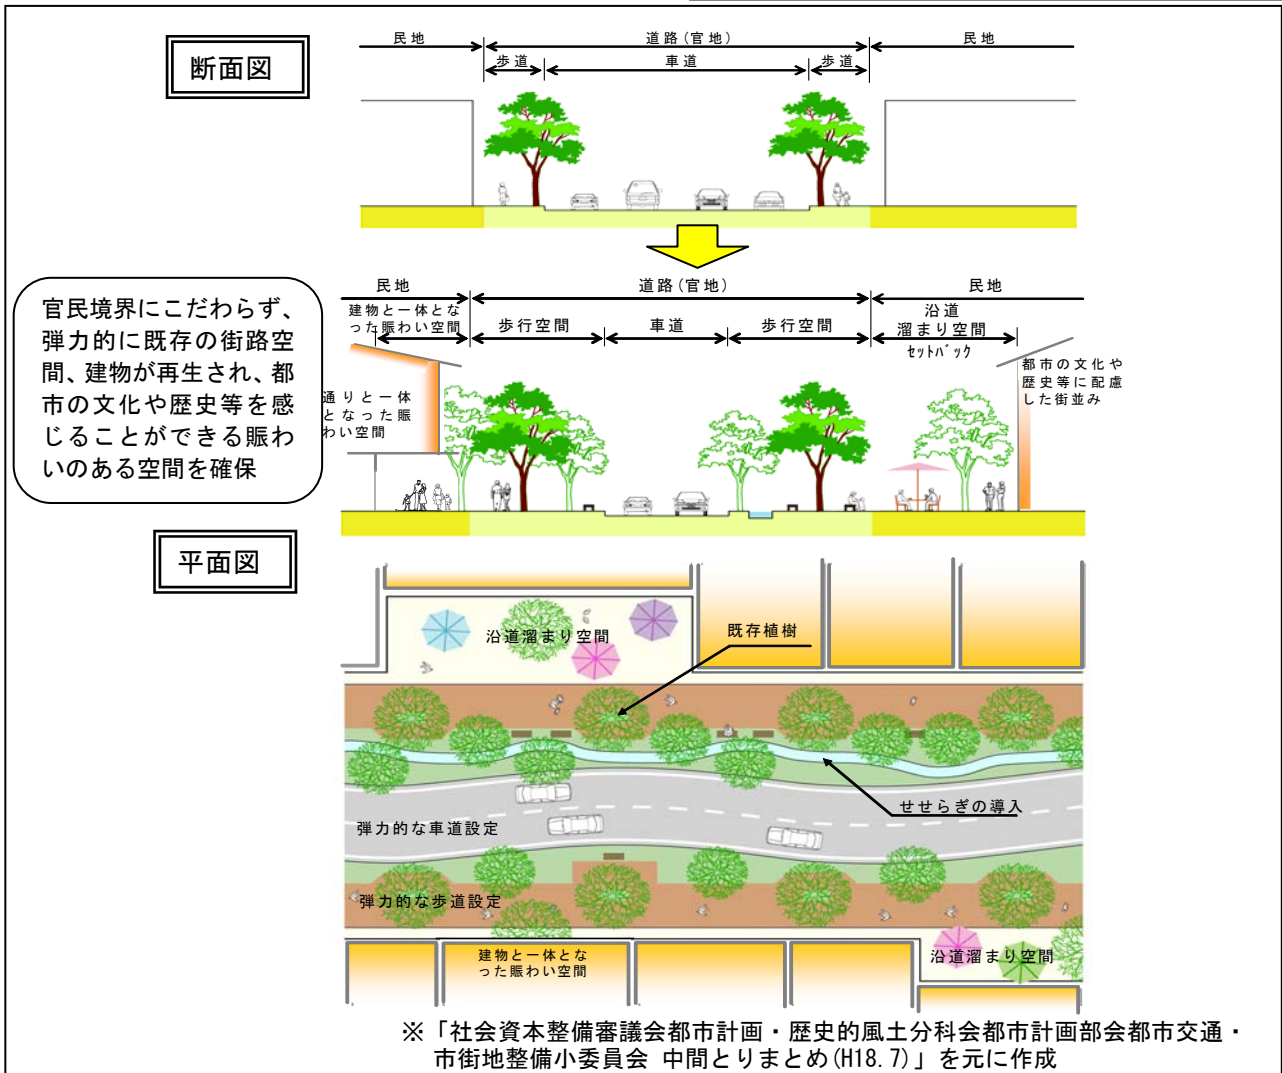 断面図
民地
道路(官地)
民地
歩道
車道
歩道
官民境界にこだわらず、
弾力的に既存の街路空
間、建物が再生され、都
市の文化や歴史等を感
じることができる賑わ
いのある空間を確保
民地
道路(官地)
民地
建物と一体とな
った賑わい空間
歩行空間
車道
歩行空間
沿道
溜まり空間
セットバック
通りと一体
となった賑
わい空間
都市の文化や
歴史等に配慮
した街並み
平面図
沿道溜まり空間
既存植樹
せせらぎの導入
弾力的な車道設定
弾力的な歩道設定
建物と一体とな
った賑わい空間
沿道溜まり空間
※「社会資本整備審議会都市計画・歴史的風土分科会都市計画部会都市交通・
市街地整備小委員会 中間とりまとめ(H18.7)」を元に作成